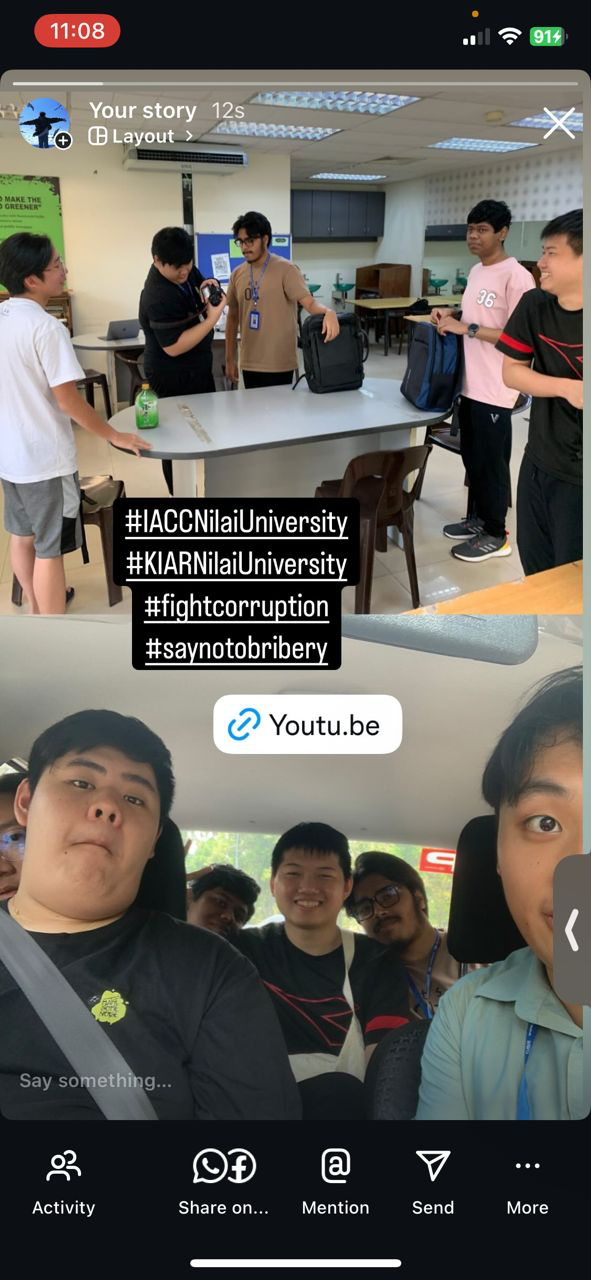 11:08
91
Your story 12s
Layout
O MAKE THE
D GREENER"
36
#IACCNilaiUniversity
#KIARNilaiUniversity
#fightcorruption
#saynotobribery
Youtu.be
Say something...
Activity
Share on...
Mention
Send
More